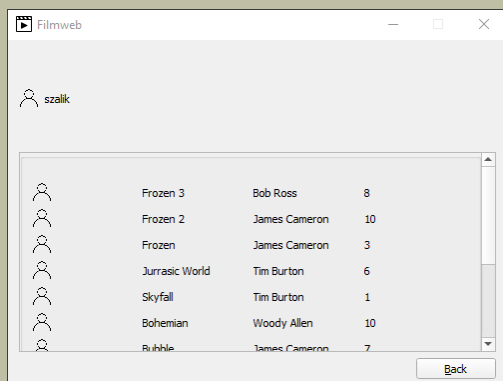 Filmweb
szalik
Frozen 3 Bob Ross 8
Frozen 2 James Cameron 10
Frozen James Cameron 3
Jurrasic World Tim Burton 6
Skyfall Tim Burton 1
Bohemian Woody Allen 10
Bubble James Cameron 7
Back